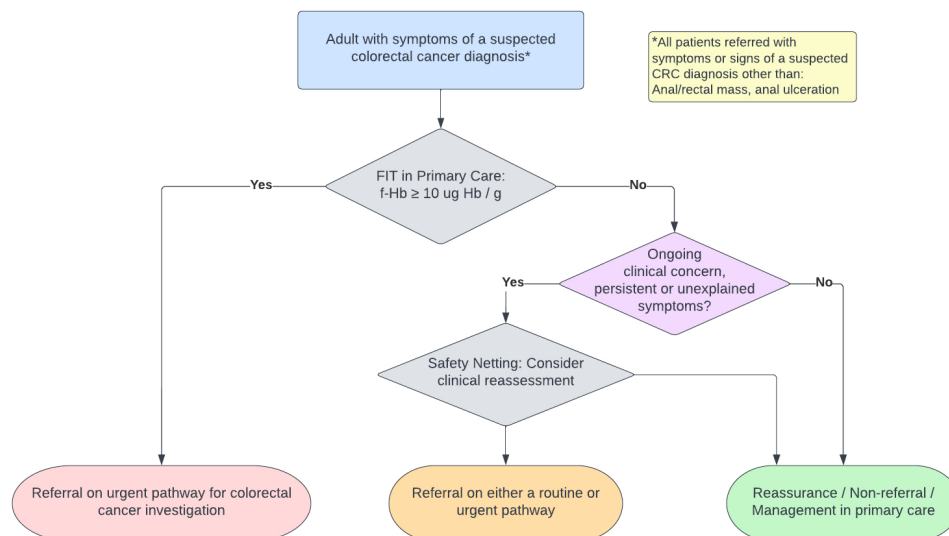 Adult with symptoms of a suspected
colorectal cancer diagnosis*
*All patients referred with
symptoms or signs of a suspected
CRC diagnosis other than:
Anal/rectal mass, anal ulceration
FIT in Primary Care:
f-Hb ≥ 10 ug Hb / g
Yes
No
Ongoing
clinical concern,
persistent or unexplained
symptoms?
Yes
No
Safety Netting: Consider
clinical reassessment
Referral on urgent pathway for colorectal
cancer investigation
Referral on either a routine or
urgent pathway
Reassurance / Non-referral /
Management in primary care